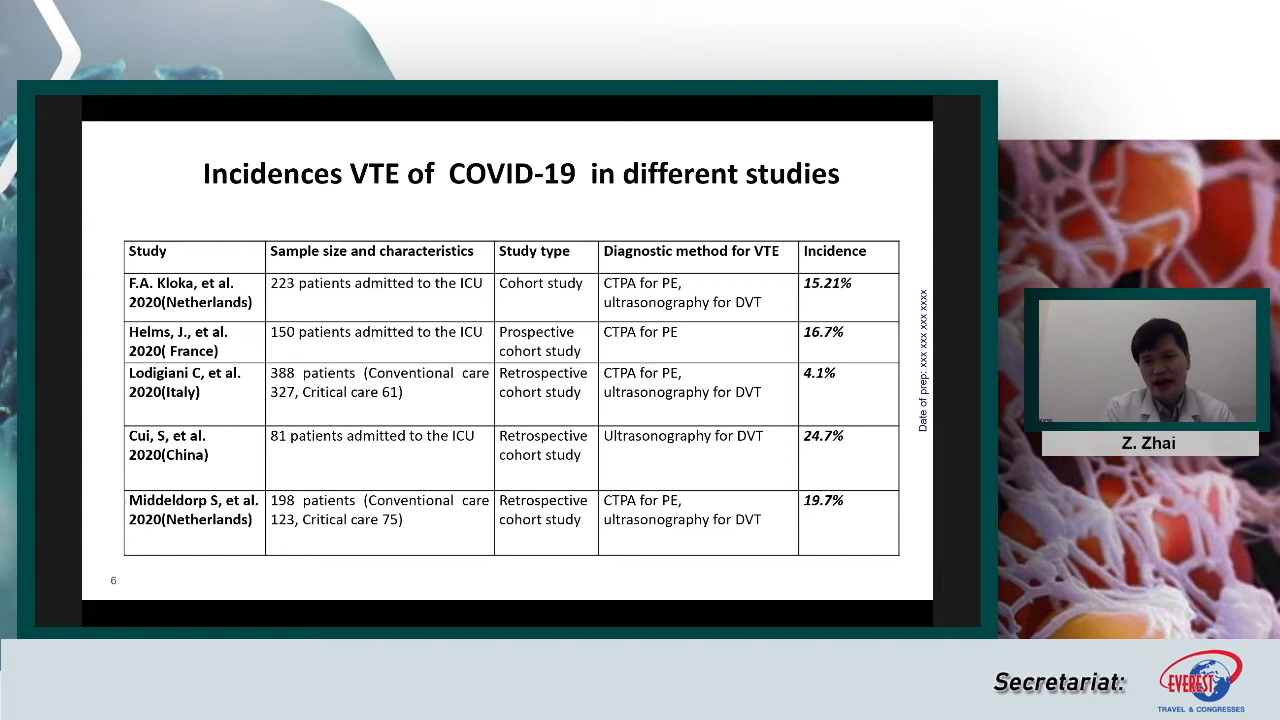 Incidences VTE of COVID-19 in different studies
Study
Sample size and characteristics
Study type
Diagnostic method for VTE
Incidence
F.A. Kloka, et al.
2020(Netherlands)
223 patients admitted to the ICU
Cohort study
CTPA for PE,
ultrasonography for DVT
15.21%
Helms, J., et al.
2020( France)
150 patients admitted to the ICU
Prospective
cohort study
CTPA for PE
16.7%
Lodigiani C, et al.
2020(Italy)
388 patients (Conventional care
327, Critical care 61)
Retrospective
cohort study
CTPA for PE,
ultrasonography for DVT
4.1%
Cui, S, et al.
2020(China)
81 patients admitted to the ICU
Retrospective
cohort study
Ultrasonography for DVT
24.7%
Middeldorp S, et al.
2020(Netherlands)
198 patients (Conventional care
123, Critical care 75)
Retrospective
cohort study
CTPA for PE,
ultrasonography for DVT
19.7%
6
Date of prep: xxx xxx xxx xxxx
Z. Zhai
Secretariat:
EVEREST
TRAVEL & CONGRESSES